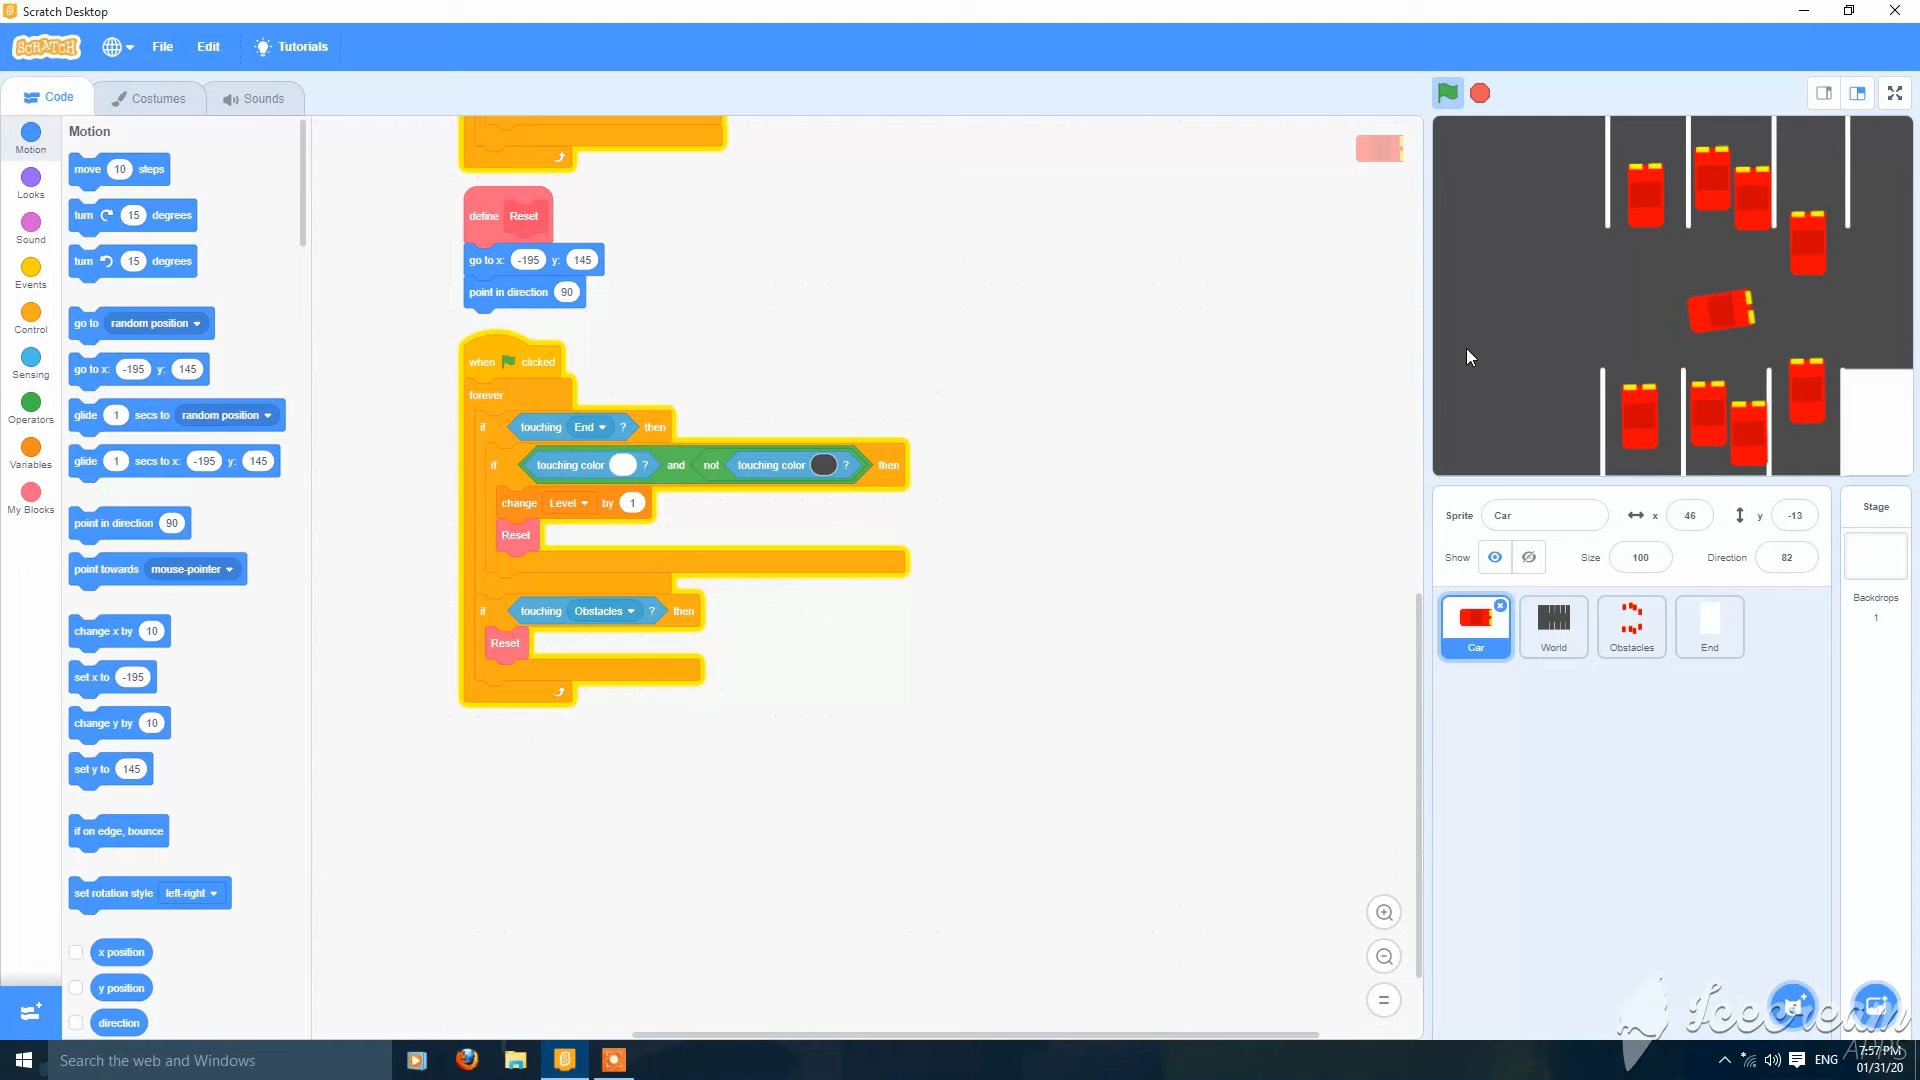 Scratch Desktop
SCRATCH
File
Edit
Tutorials
Code
Costumes
Sounds
Motion
Looks
Sound
Events
Control
Sensing
Operators
Variables
My Blocks
Motion
move 10 steps
turn 15 degrees
turn 15 degrees
go to random position
go to x: -195 y: 145
glide 1 secs to random position
glide 1 secs to x: -195 y: 145
point in direction 90
point towards mouse-pointer
change x by 10
set x to -195
change y by 10
set y to 145
if on edge, bounce
set rotation style left-right
x position
y position
direction
define Reset
go to x: -195 y: 145
point in direction 90
when clicked
forever
if touching End ? then
if touching color ? and not touching color ? then
change Level by 1
Reset
if touching Obstacles ? then
Reset
Sprite Car x 46 y -13
Show Size 100 Direction 82
Car
World
Obstacles
End
Stage
Backdrops
1
Icecream
APPS
Search the web and Windows
ENG
7:57 PM
01/31/20